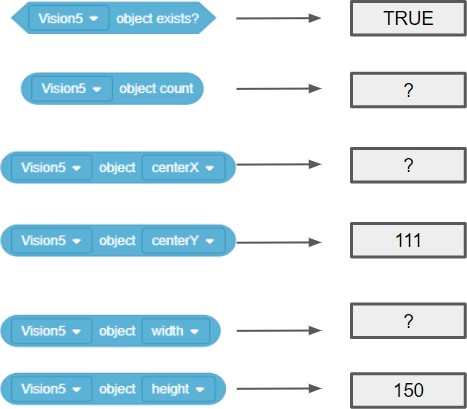 Vision5 object exists? TRUE
Vision5 object count ?
Vision5 object centerX ?
Vision5 object centerY 111
Vision5 object width ?
Vision5 object height 150